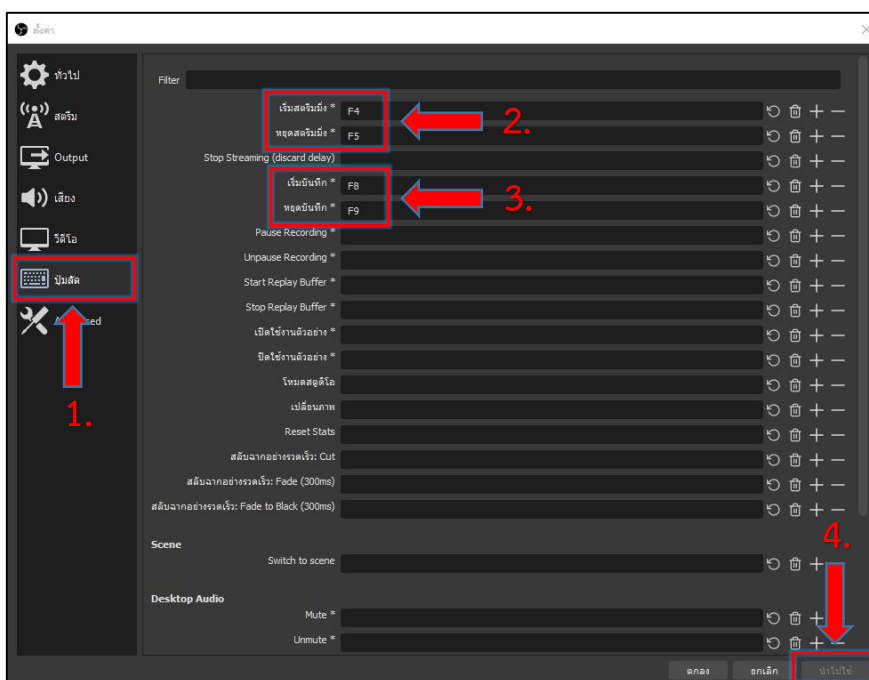 ตั้งค่า
ทั่วไป
สตรีม
Output
เสียง
วิดีโอ
ปุ่มลัด
1.
Filter
เริ่มสตรีมมิ่ง * F4
หยุดสตรีมมิ่ง * F5
2.
Stop Streaming (discard delay)
เริ่มบันทึก * F8
หยุดบันทึก * F9
3.
Pause Recording *
Unpause Recording *
Start Replay Buffer *
Stop Replay Buffer *
เปิดใช้งานตัวอย่าง *
ปิดใช้งานตัวอย่าง *
โหมดสตูดิโอ
เปลี่ยนภาพ
Reset Stats
สลับฉากอย่างรวดเร็ว: Cut
สลับฉากอย่างรวดเร็ว: Fade (300ms)
สลับฉากอย่างรวดเร็ว: Fade to Black (300ms)
4.
Scene
Switch to scene
Desktop Audio
Mute *
Unmute *
ตกลง ยกเลิก นำไปใช้